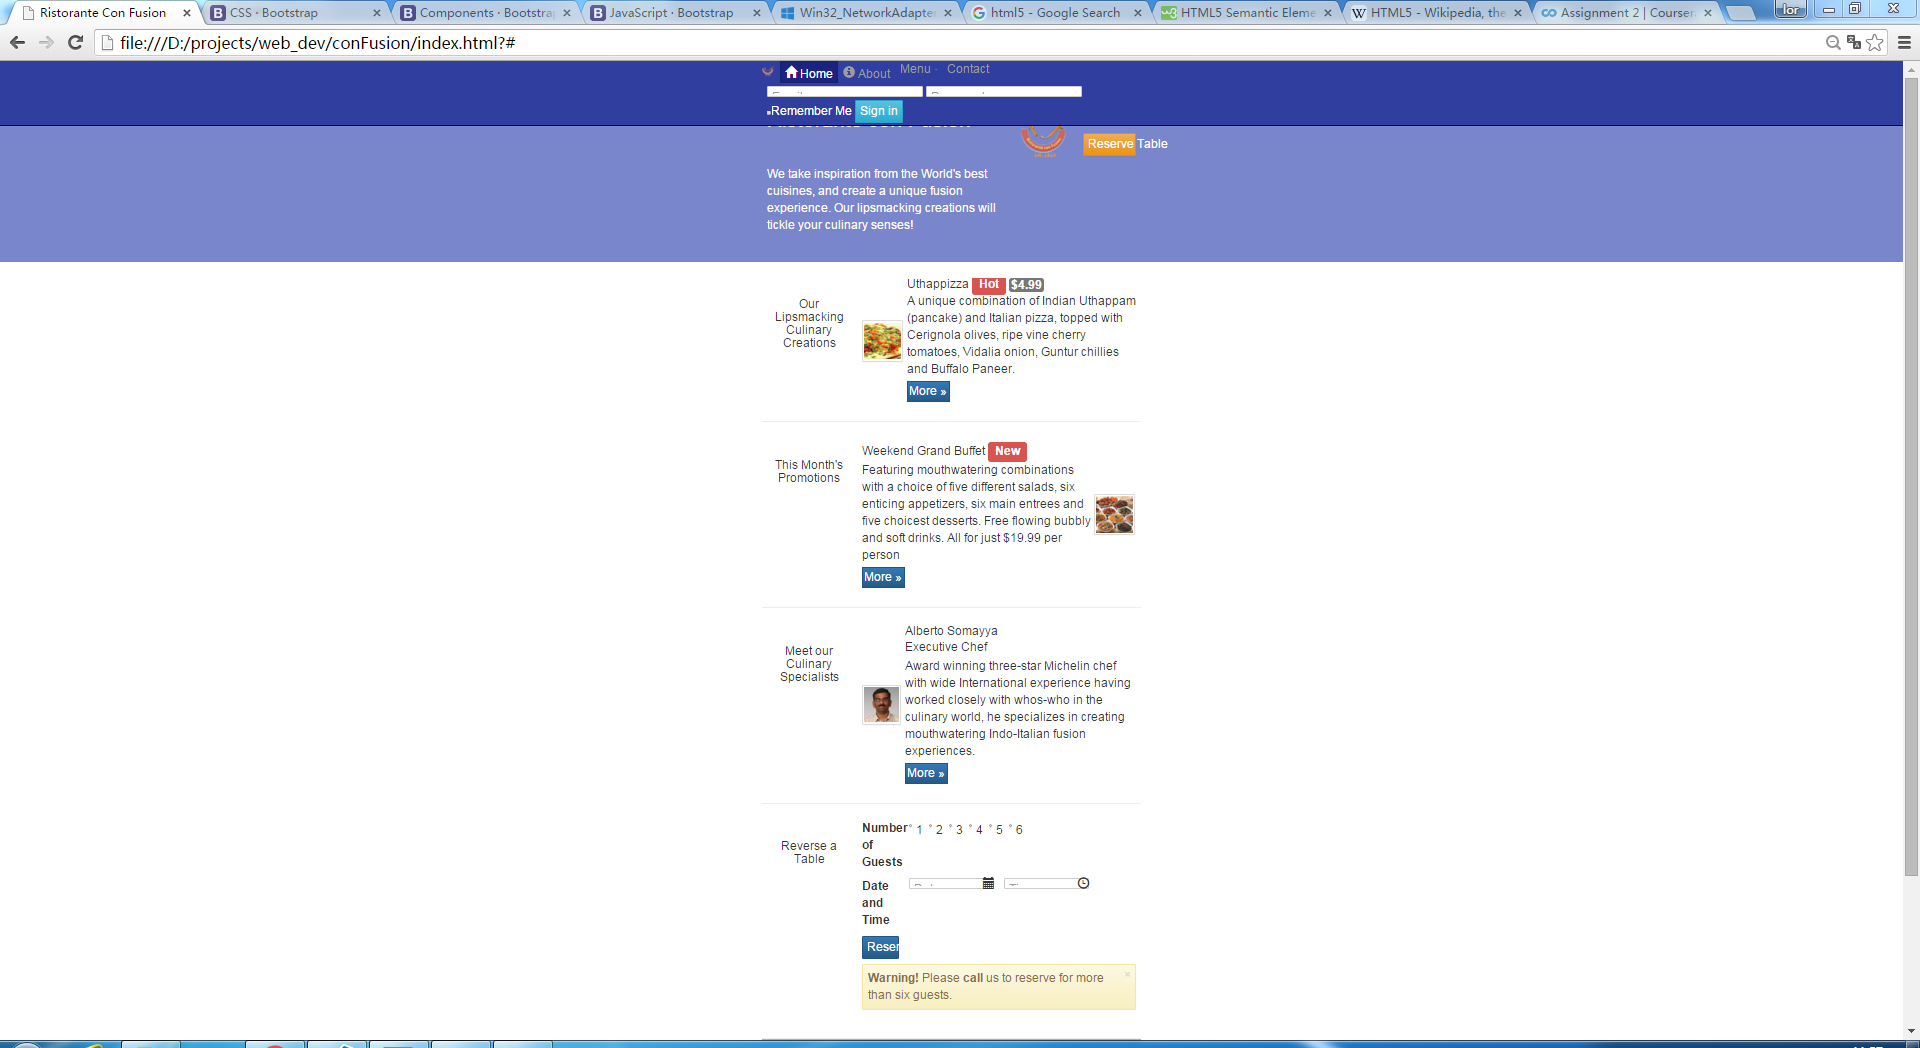 Ristorante Con Fusion
CSS · Bootstrap
Components · Bootstra
JavaScript · Bootstrap
Win32_NetworkAdapte
html5 - Google Search
HTML5 Semantic Eleme
HTML5 - Wikipedia, the
Assignment 2 | Courser
lor
file:///D:/projects/web_dev/conFusion/index.html?#
Home
About
Menu
Contact
Remember Me
Sign in
Ristorante con Fusion
Reserve Table
We take inspiration from the World's best
cuisines, and create a unique fusion
experience. Our lipsmacking creations will
tickle your culinary senses!
Our
Lipsmacking
Culinary
Creations
Uthappizza Hot $4.99
A unique combination of Indian Uthappam
(pancake) and Italian pizza, topped with
Cerignola olives, ripe vine cherry
tomatoes, Vidalia onion, Guntur chillies
and Buffalo Paneer.
More »
This Month's
Promotions
Weekend Grand Buffet New
Featuring mouthwatering combinations
with a choice of five different salads, six
enticing appetizers, six main entrees and
five choicest desserts. Free flowing bubbly
and soft drinks. All for just $19.99 per
person
More »
Meet our
Culinary
Specialists
Alberto Somayya
Executive Chef
Award winning three-star Michelin chef
with wide International experience having
worked closely with whos-who in the
culinary world, he specializes in creating
mouthwatering Indo-Italian fusion
experiences.
More »
Reverse a
Table
Number
of
Guests
1 2 3 4 5 6
Date
and
Time
Reser
Warning! Please call us to reserve for more
than six guests.
×